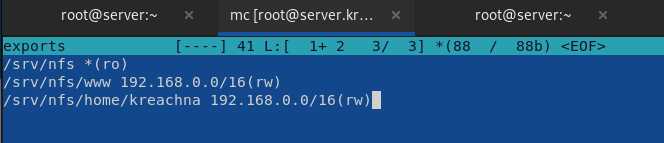 root@server:~ × mc [root@server.kr... × root@server:~ ×
exports [----] 41 L:[ 1+ 2 3/ 3] *(88 / 88b) <EOF>
/srv/nfs *(ro)
/srv/nfs/www 192.168.0.0/16(rw)
/srv/nfs/home/kreachna 192.168.0.0/16(rw)